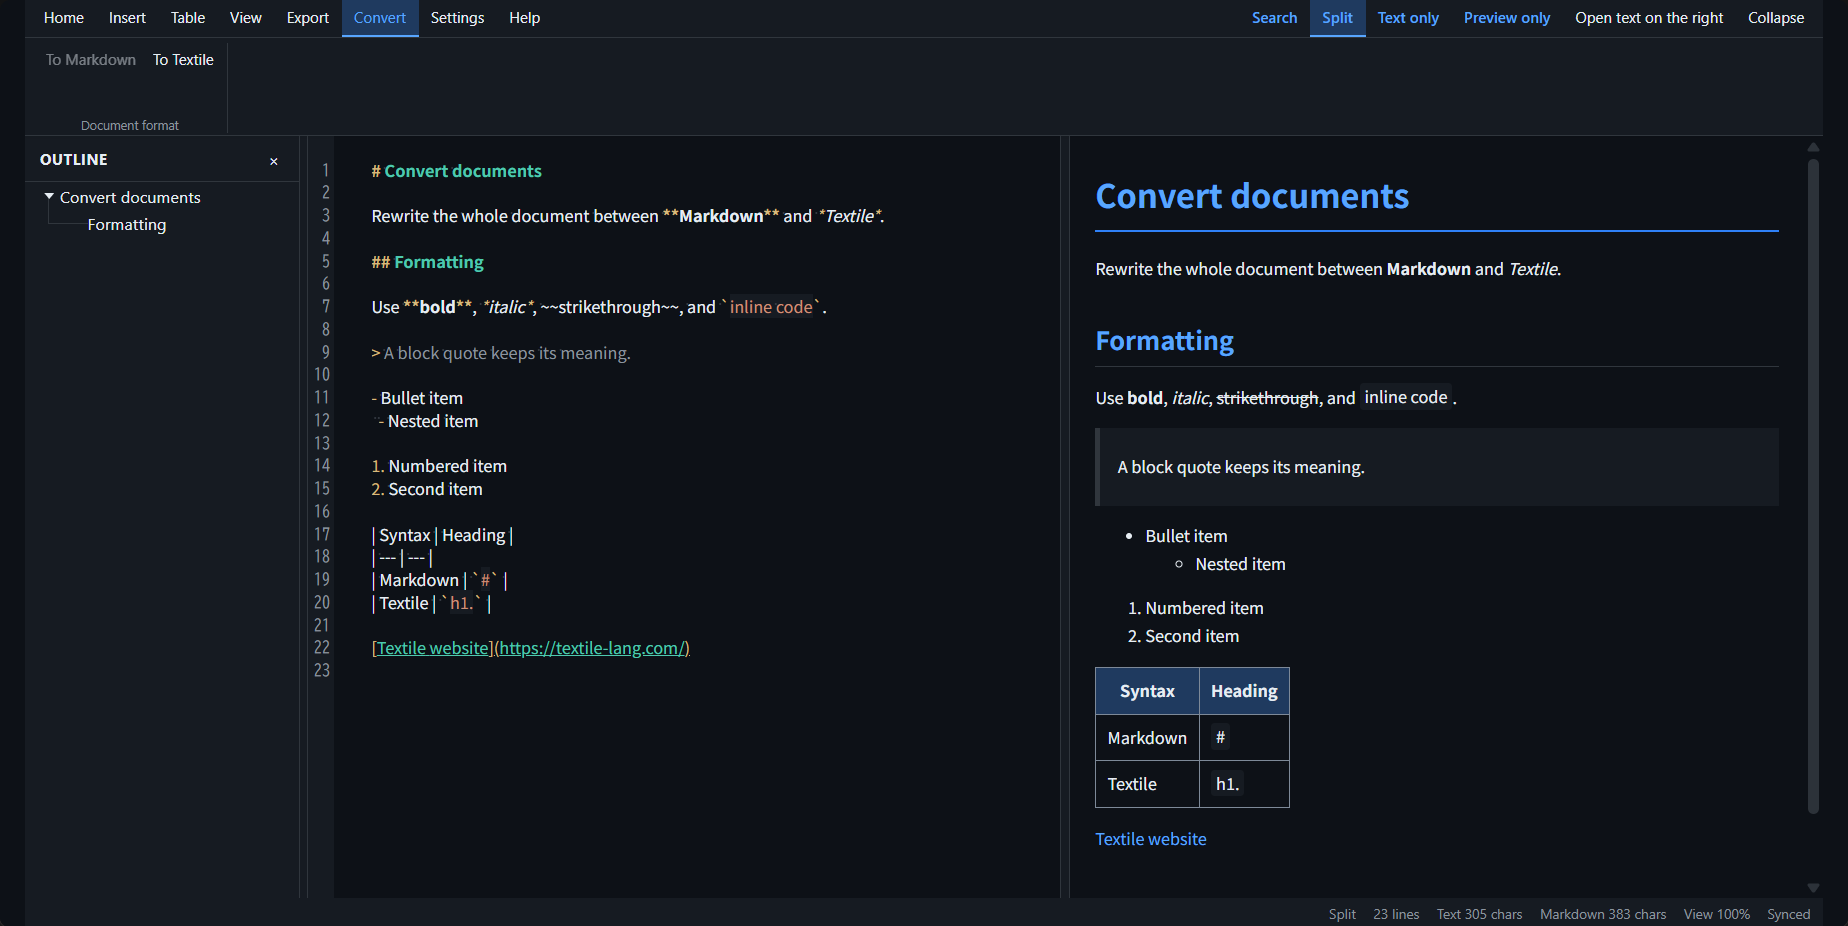 Home Insert Table View Export Convert Settings Help Search Split Text only Preview only Open text on the right Collapse
To Markdown To Textile
Document format
OUTLINE ×
Convert documents
Formatting
1 # Convert documents
2
3 Rewrite the whole document between **Markdown** and *Textile*.
4
5 ## Formatting
6
7 Use **bold**, *italic*, ~~strikethrough~~, and `inline code`.
8
9 > A block quote keeps its meaning.
10
11 - Bullet item
12   - Nested item
13
14 1. Numbered item
15 2. Second item
16
17 | Syntax | Heading |
18 | --- | --- |
19 | Markdown | `#` |
20 | Textile | `h1.` |
21
22 [Textile website](https://textile-lang.com/)
23
Convert documents
Rewrite the whole document between Markdown and Textile.
Formatting
Use bold, italic, strikethrough, and inline code.
A block quote keeps its meaning.
• Bullet item
◦ Nested item
1. Numbered item
2. Second item
Syntax Heading
Markdown #
Textile h1.
Textile website
Split 23 lines Text 305 chars Markdown 383 chars View 100% Synced